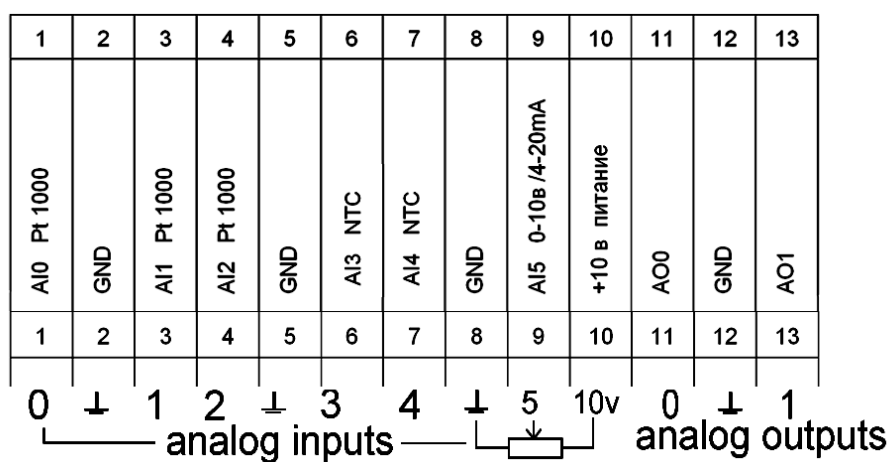 1 2 3 4 5 6 7 8 9 10 11 12 13
AI0 Pt 1000
GND
AI1 Pt 1000
AI2 Pt 1000
GND
AI3 NTC
AI4 NTC
GND
AI5 0-10в /4-20mA
+10 в питание
AO0
GND
AO1
1 2 3 4 5 6 7 8 9 10 11 12 13
0 1 2 3 4 5 10v 0 1
analog inputs analog outputs